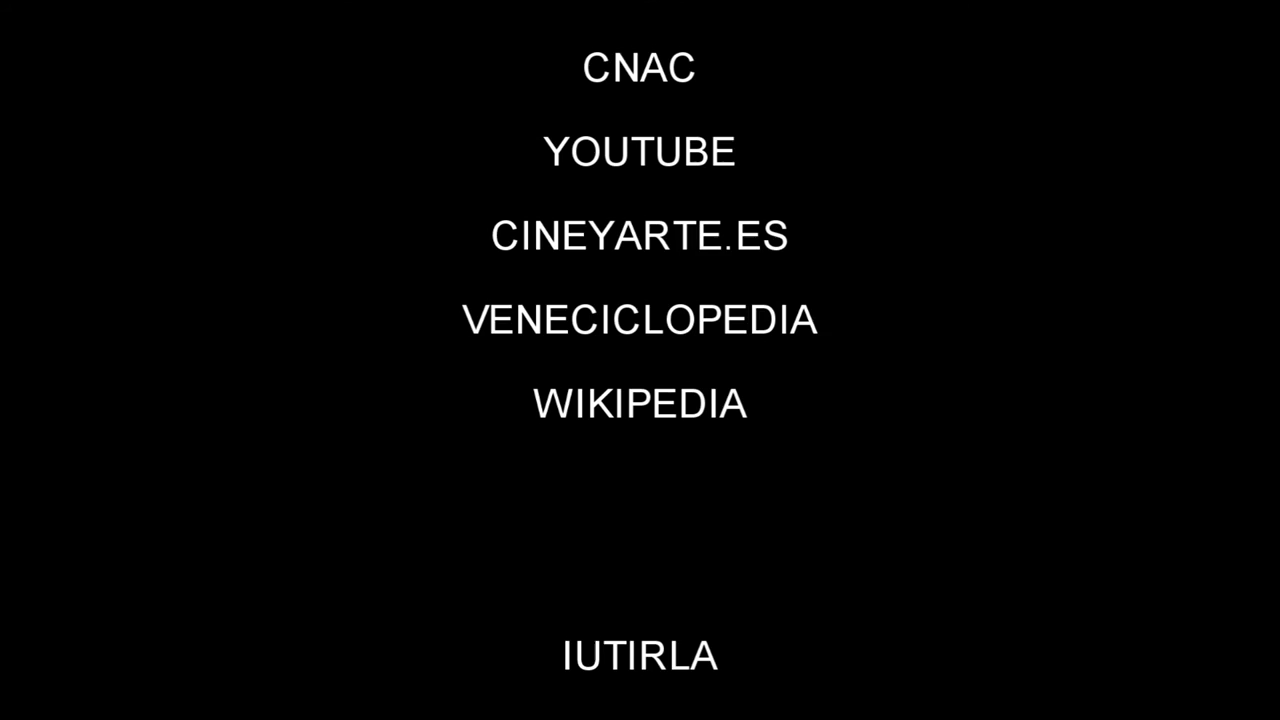 CNAC
YOUTUBE
CINEYARTE.ES
VENECICLOPEDIA
WIKIPEDIA
IUTIRLA